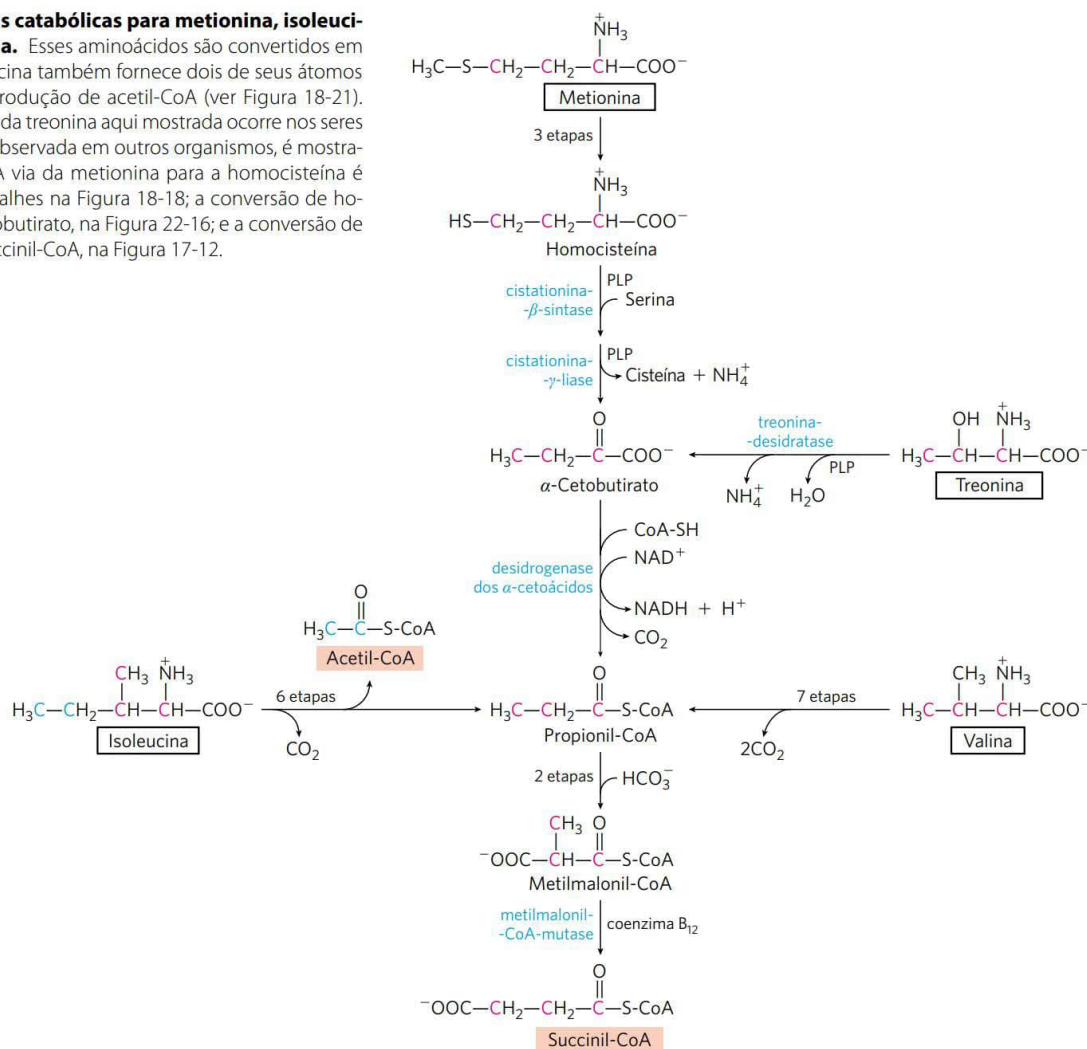 s catabólicas para metionina, isoleuci-
a. Esses aminoácidos são convertidos em
cina também fornece dois de seus átomos
rodução de acetil-CoA (ver Figura 18-21).
da treonina aqui mostrada ocorre nos seres
bservada em outros organismos, é mostra-
A via da metionina para a homocisteína é
alhes na Figura 18-18; a conversão de ho-
obutirato, na Figura 22-16; e a conversão de
ccinil-CoA, na Figura 17-12.
+
NH3
H3C—S—CH2—CH2—CH—COO−
Metionina
3 etapas
+
NH3
HS—CH2—CH2—CH—COO−
Homocisteína
PLP
cistationina-
-β-sintase
Serina
PLP
cistationina-
-γ-liase
Cisteína + NH4+
O
H3C—CH2—C—COO−
α-Cetobutirato
treonina-
-desidratase
PLP
NH4+ H2O
+
OH NH3
H3C—CH—CH—COO−
Treonina
CoA-SH
NAD+
desidrogenase
dos α-cetoácidos
NADH + H+
CO2
O
H3C—C—S-CoA
Acetil-CoA
+
CH3 NH3
H3C—CH2—CH—CH—COO−
Isoleucina
6 etapas
CO2
O
H3C—CH2—C—S-CoA
Propionil-CoA
7 etapas
2CO2
+
CH3 NH3
H3C—CH—CH—COO−
Valina
2 etapas
HCO3−
CH3 O
−OOC—CH—C—S-CoA
Metilmalonil-CoA
metilmalonil-
-CoA-mutase
coenzima B12
O
−OOC—CH2—CH2—C—S-CoA
Succinil-CoA